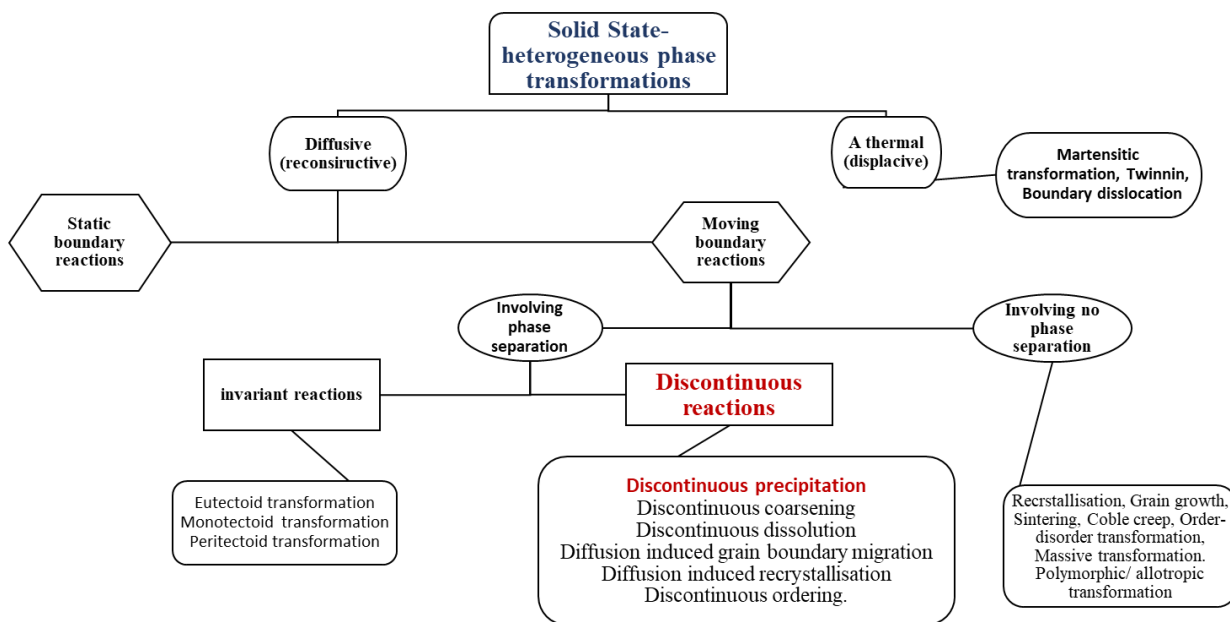 Solid State-
heterogeneous phase
transformations
Diffusive
(reconsiructive)
A thermal
(displacive)
Martensitic
transformation, Twinnin,
Boundary disslocation
Static
boundary
reactions
Moving
boundary
reactions
Involving
phase
separation
Involving no
phase
separation
invariant reactions
Discontinuous
reactions
Eutectoid transformation
Monotectoid transformation
Peritectoid transformation
Discontinuous precipitation
Discontinuous coarsening
Discontinuous dissolution
Diffusion induced grain boundary migration
Diffusion induced recrystallisation
Discontinuous ordering.
Recrstallisation, Grain growth,
Sintering, Coble creep, Order-
disorder transformation,
Massive transformation.
Polymorphic/ allotropic
transformation